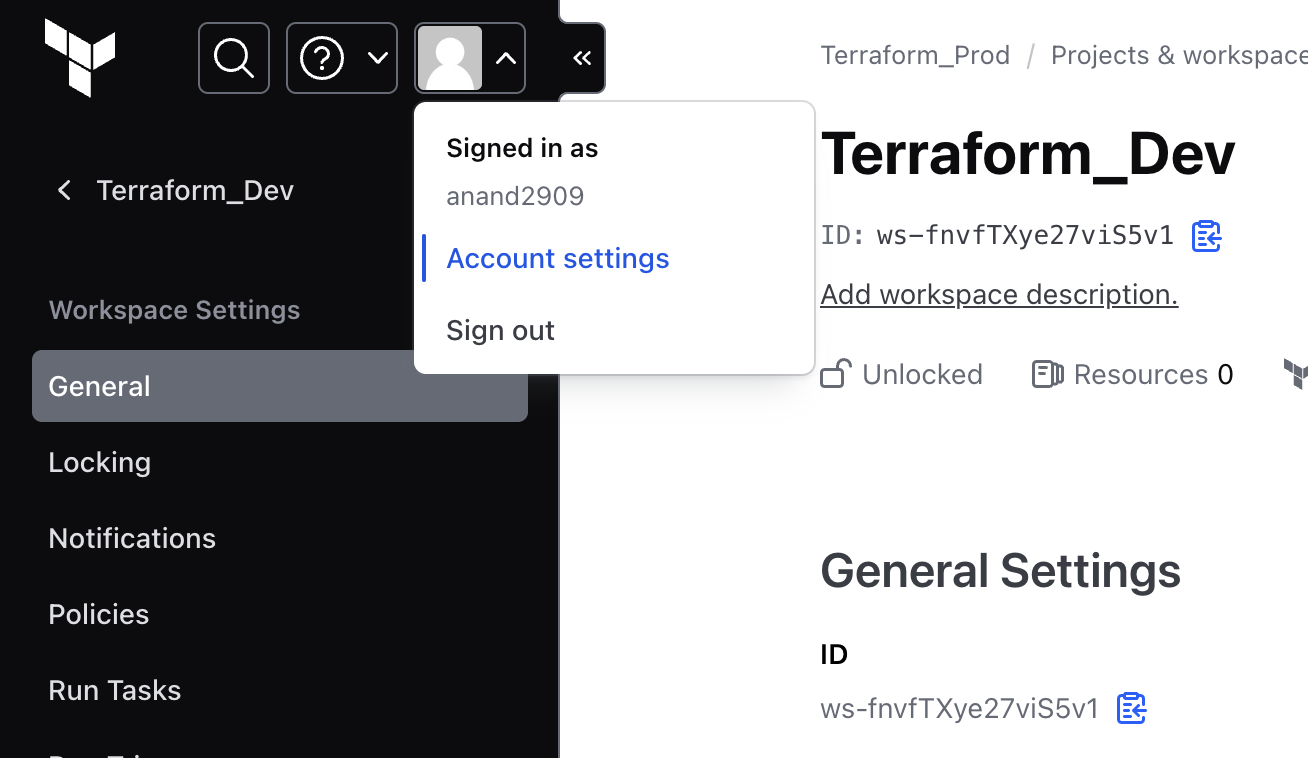 Terraform_Prod / Projects & workspace
Signed in as
anand2909
Account settings
Sign out
Terraform_Dev
Workspace Settings
General
Locking
Notifications
Policies
Run Tasks
Terraform_Dev
ID: ws-fnvfTXye27viS5v1
Add workspace description.
Unlocked Resources 0
General Settings
ID
ws-fnvfTXye27viS5v1